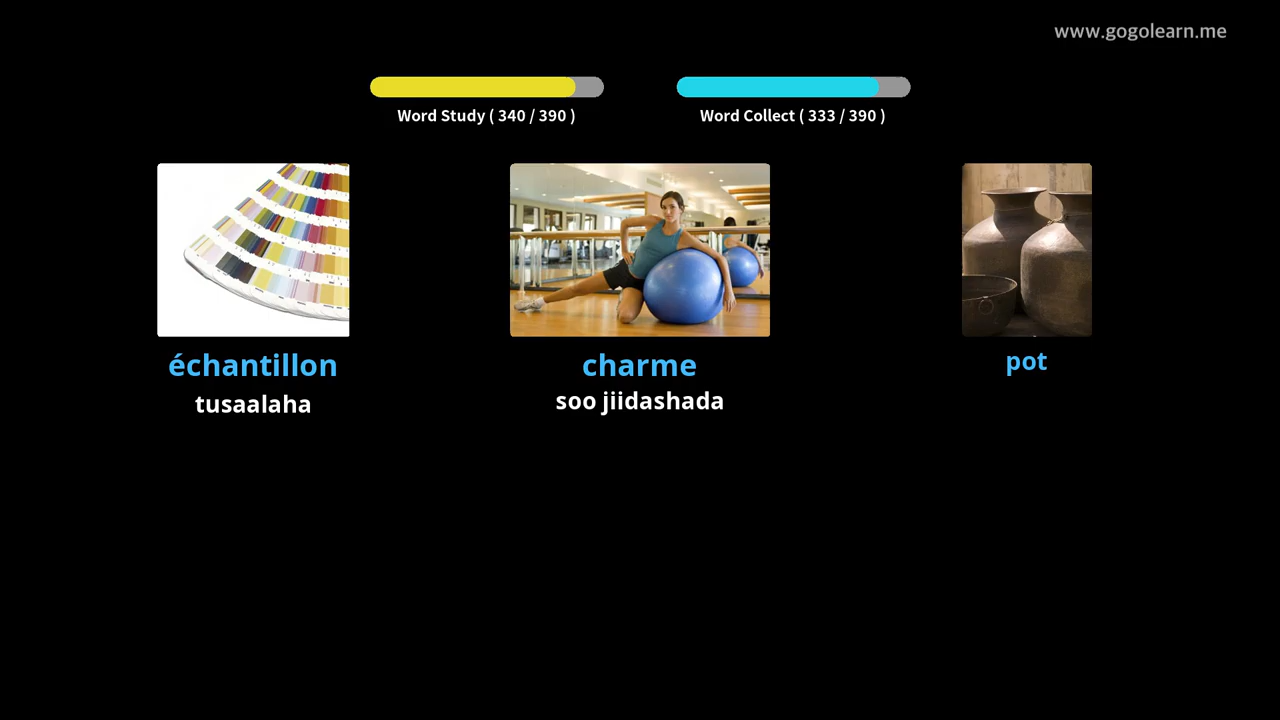 www.gogolearn.me
Word Study ( 340 / 390 )
Word Collect ( 333 / 390 )
échantillon
charme
pot
tusaalaha
soo jiidashada